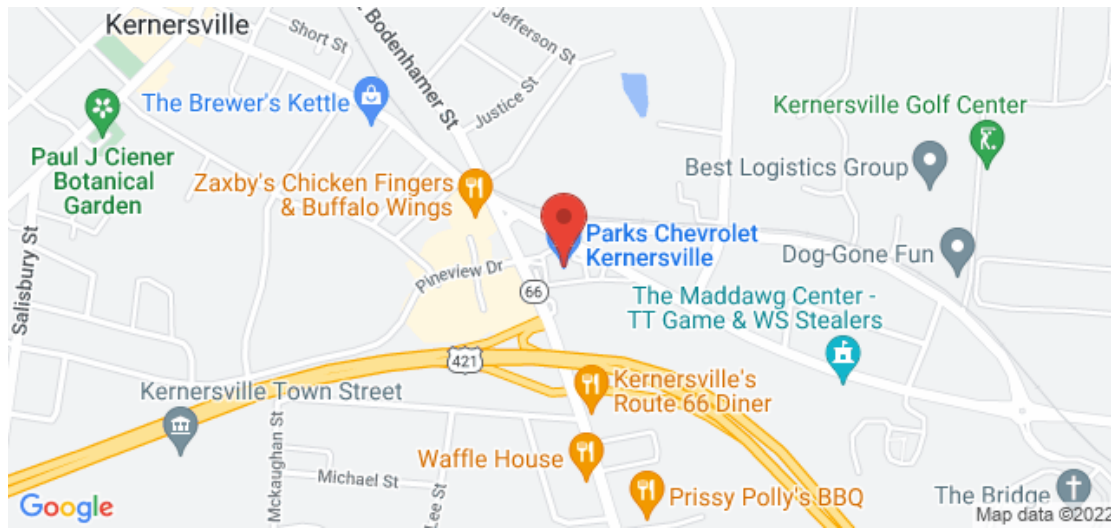 Kernersville
Short St
Jefferson St
Bodenhamer St
Justice St
The Brewer's Kettle
Kernersville Golf Center
Paul J Ciener
Botanical
Garden
Best Logistics Group
Zaxby's Chicken Fingers
& Buffalo Wings
Parks Chevrolet
Kernersville
Salisbury St
Pineview Dr
66
Dog-Gone Fun
The Maddawg Center -
TT Game & WS Stealers
421
Kernersville Town Street
Kernersville's
Route 66 Diner
Mckaughan St
Waffle House
Michael St
Lee St
Prissy Polly's BBQ
The Bridge
Google
Map data ©2022